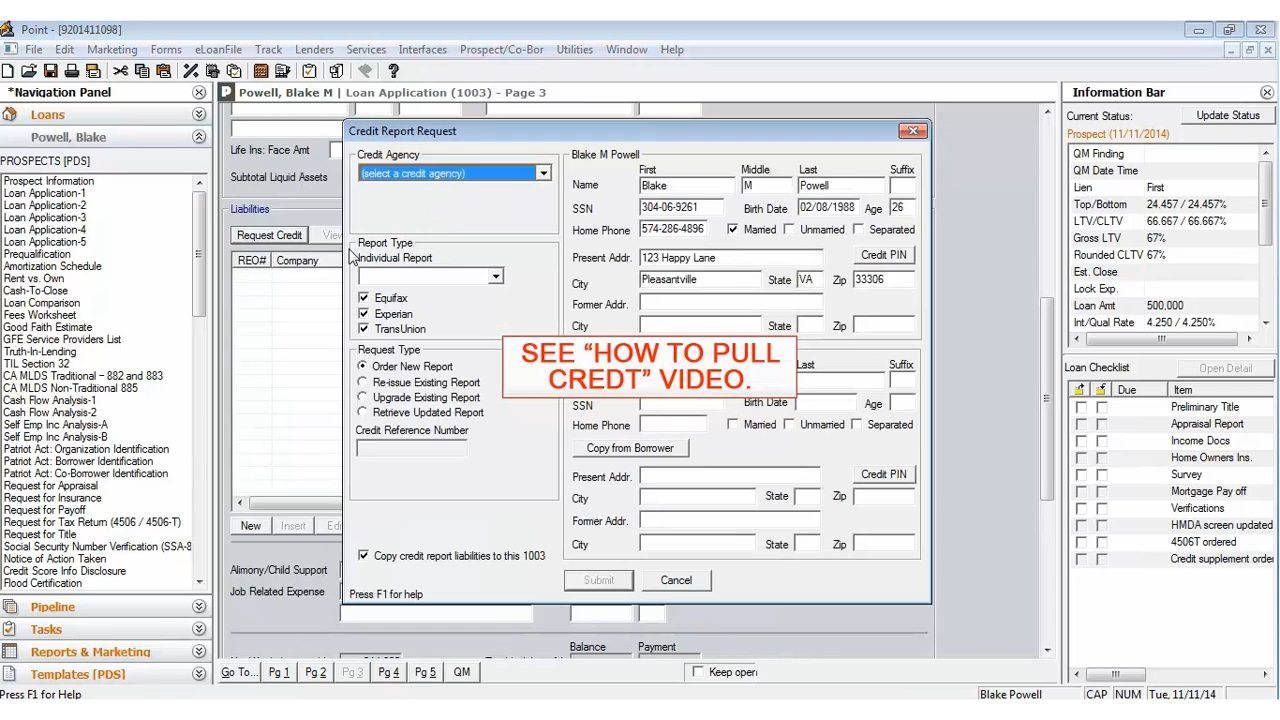 Point - [9201411098]
File Edit Marketing Forms eLoanFile Track Lenders Services Interfaces Prospect/Co-Bor Utilities Window Help
*Navigation Panel
Loans
Powell, Blake
PROSPECTS [PDS]
Prospect Information
Loan Application-1
Loan Application-2
Loan Application-3
Loan Application-4
Loan Application-5
Prequalification
Amortization Schedule
Rent vs. Own
Cash-To-Close
Loan Comparison
Fees Worksheet
Good Faith Estimate
GFE Service Providers List
Truth-In-Lending
TIL Section 32
CA MLDS Traditional - 882 and 883
CA MLDS Non-Traditional 885
Cash Flow Analysis-1
Cash Flow Analysis-2
Self Emp Inc Analysis-A
Self Emp Inc Analysis-B
Patriot Act: Organization Identification
Patriot Act: Borrower Identification
Patriot Act: Co-Borrower Identification
Request for Appraisal
Request for Insurance
Request for Payoff
Request for Tax Return (4506 / 4506-T)
Request for Title
Social Security Number Verification (SSA-8
Notice of Action Taken
Credit Score Info Disclosure
Flood Certification
Pipeline
Tasks
Reports & Marketing
Templates [PDS]
Press F1 for Help
Powell, Blake M | Loan Application (1003) - Page 3
Life Ins: Face Amt
Subtotal Liquid Assets
Liabilities
Request Credit
REO# Company
New Insert
Alimony/Child Support
Job Related Expense
Balance Payment
Go To... Pg 1 Pg 2 Pg 3 Pg 4 Pg 5 QM Keep open
Credit Report Request
Credit Agency
(select a credit agency)
Report Type
Individual Report
Equifax
Experian
TransUnion
Request Type
Order New Report
Re-issue Existing Report
Upgrade Existing Report
Retrieve Updated Report
Credit Reference Number
Copy credit report liabilities to this 1003
Press F1 for help
Blake M Powell
First Middle Last Suffix
Name Blake M Powell
SSN 304-06-9261 Birth Date 02/08/1988 Age 26
Home Phone 574-286-4896 Married Unmarried Separated
Present Addr. 123 Happy Lane Credit PIN
City Pleasantville State VA Zip 33306
Former Addr.
City State Zip
SEE “HOW TO PULL
CREDT” VIDEO.
Last Suffix
SSN Birth Date Age
Home Phone Married Unmarried Separated
Copy from Borrower
Present Addr. Credit PIN
City State Zip
Former Addr.
City State Zip
Submit Cancel
Information Bar
Current Status: Update Status
Prospect (11/11/2014)
QM Finding
QM Date Time
Lien First
Top/Bottom 24.457 / 24.457%
LTV/CLTV 66.667 / 66.667%
Gross LTV 66.667%
Rounded CLTV 66.667%
Est. Close
Lock Exp.
Loan Amt 500,000
Int/Qual Rate 4.250 / 4.250%
Loan Checklist Open Detail
Due Item
Preliminary Title
Appraisal Report
Income Docs
Home Owners Ins.
Survey
Mortgage Pay off
Verifications
HMDA screen updated
4506T ordered
Credit supplement order
Blake Powell CAP NUM Tue, 11/11/14